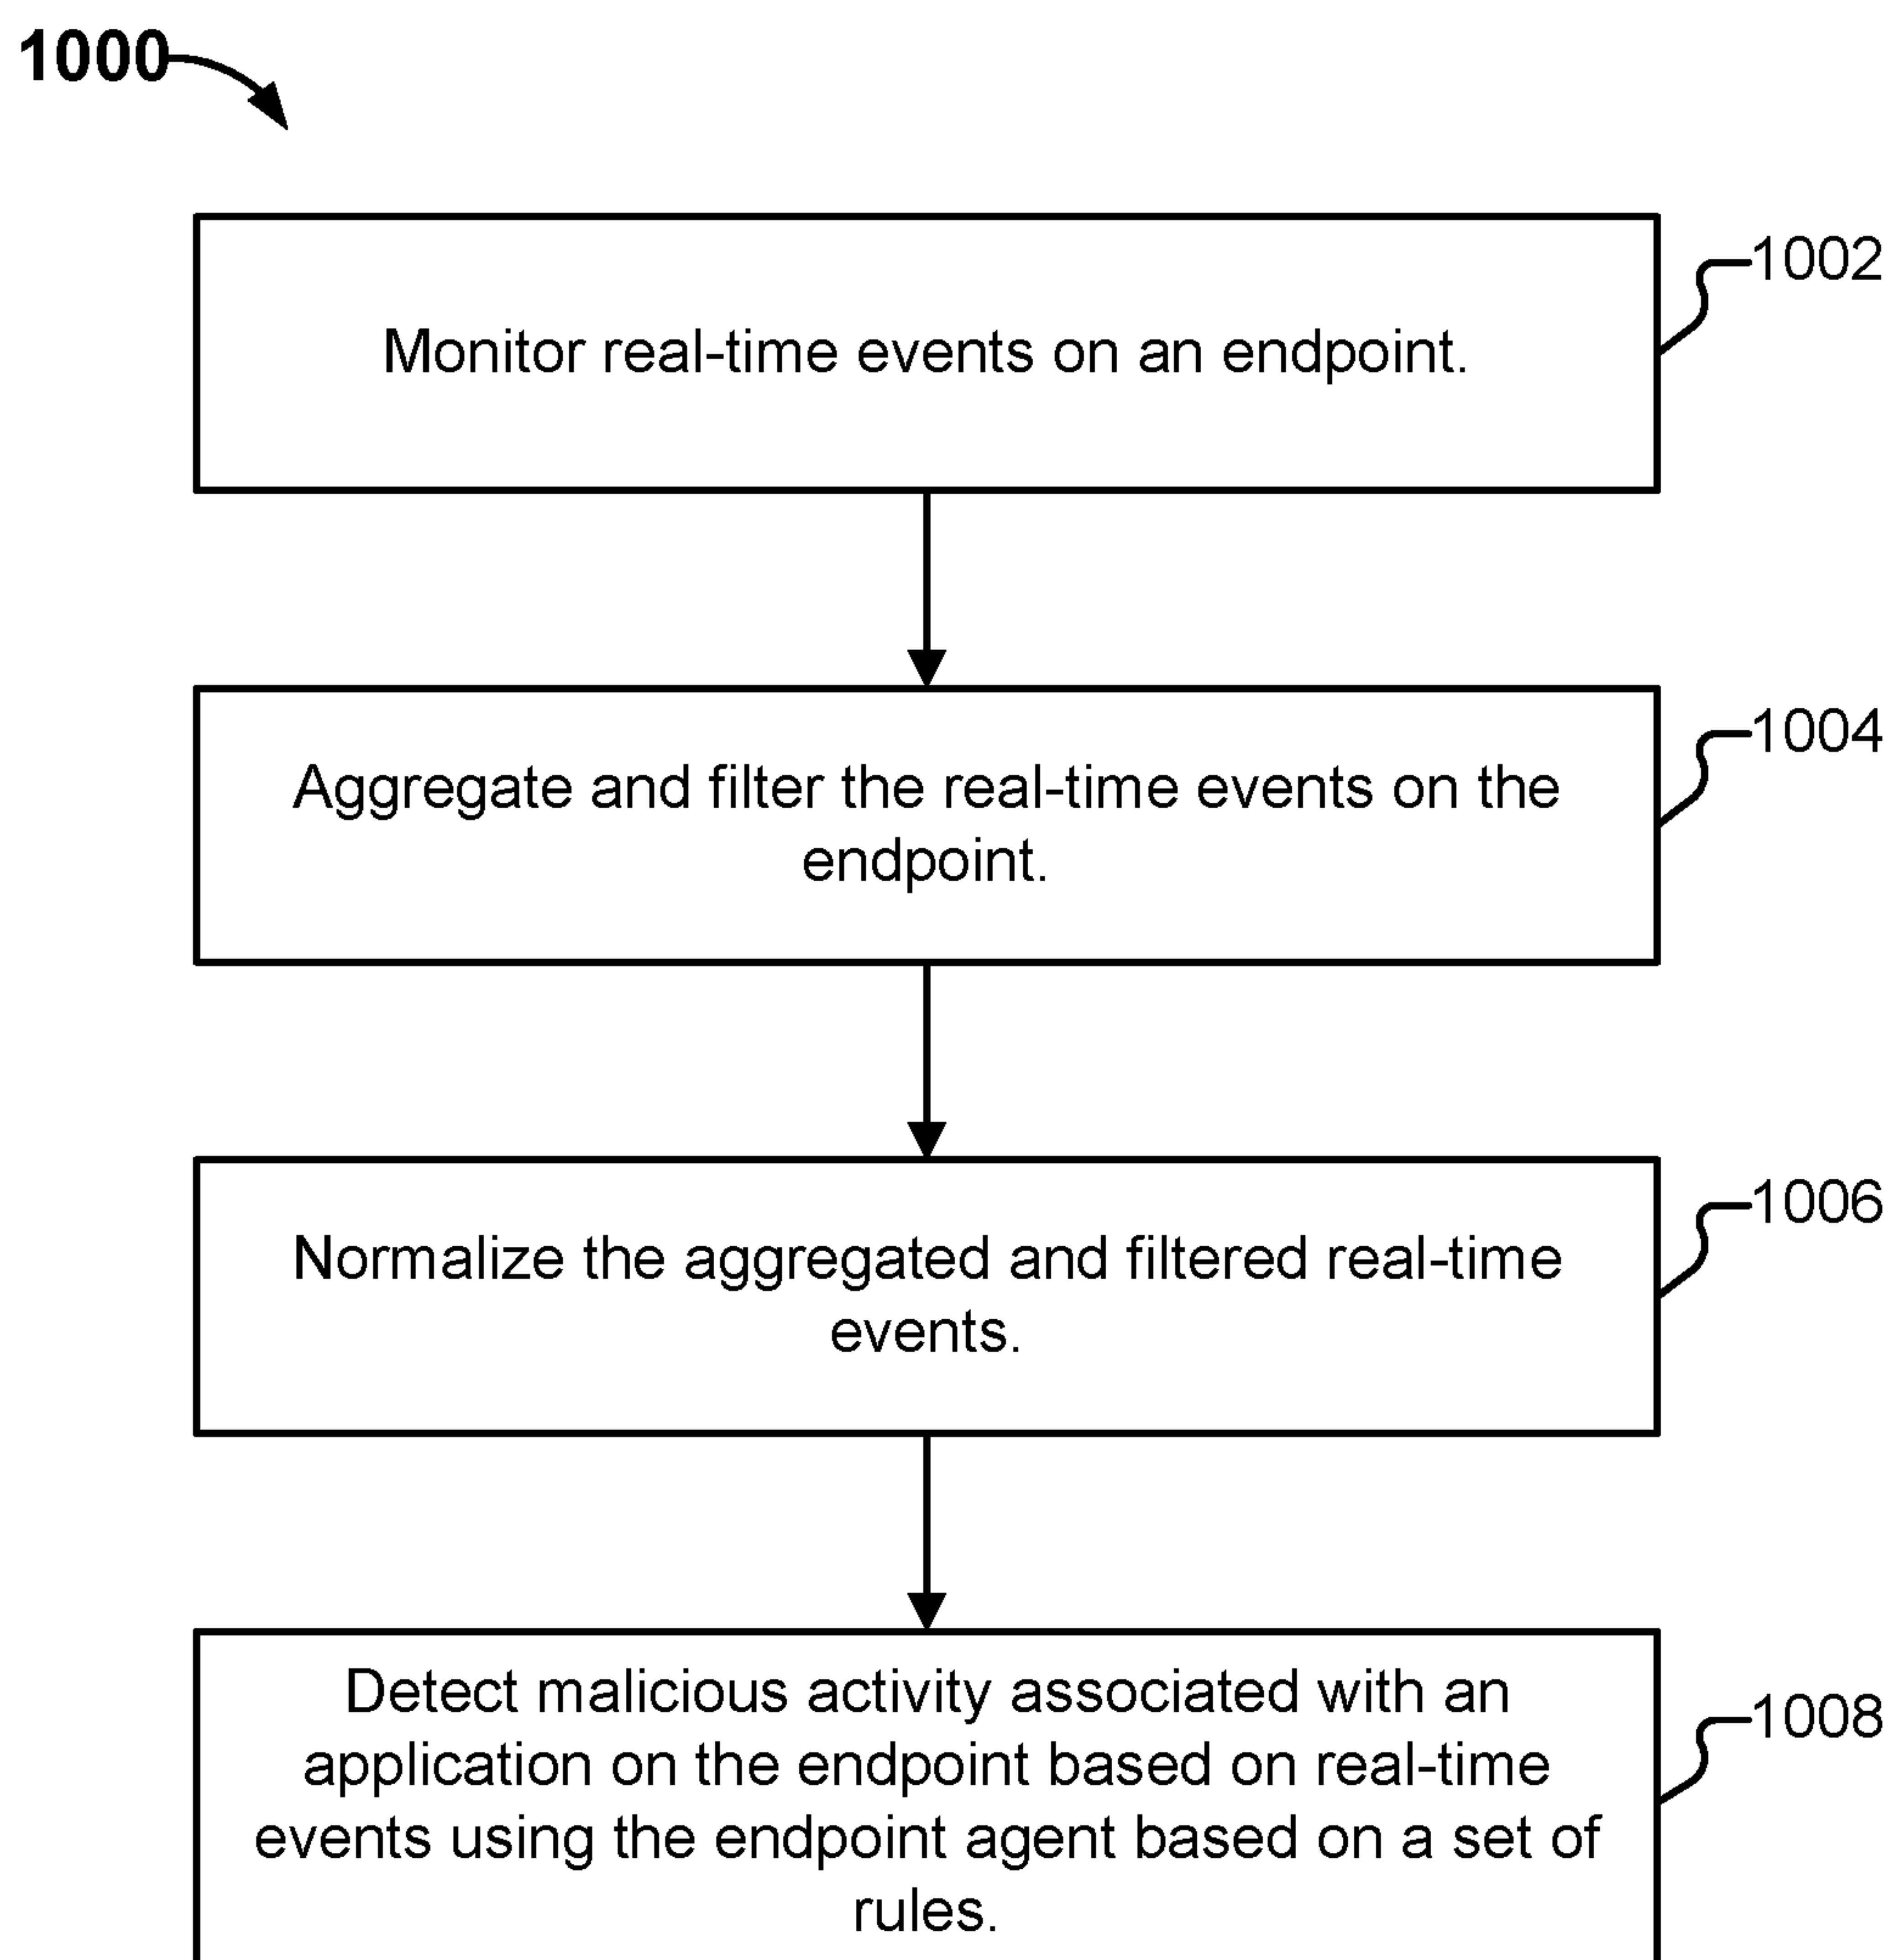 1000
1002
Monitor real-time events on an endpoint.
1004
Aggregate and filter the real-time events on the
endpoint.
1006
Normalize the aggregated and filtered real-time
events.
1008
Detect malicious activity associated with an
application on the endpoint based on real-time
events using the endpoint agent based on a set of
rules.